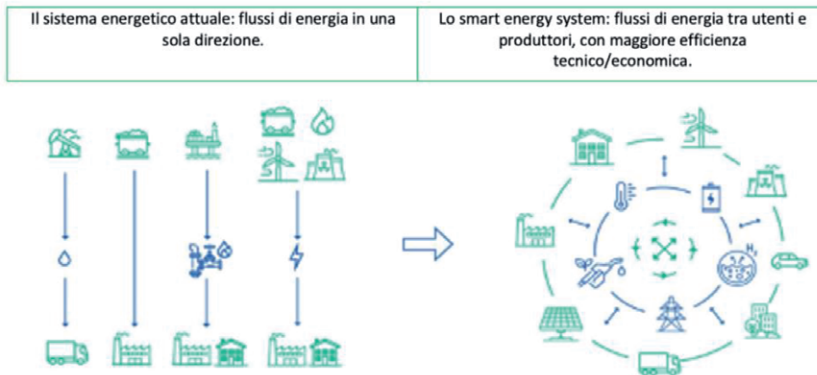 Il sistema energetico attuale: flussi di energia in una
sola direzione.
Lo smart energy system: flussi di energia tra utenti e
produttori, con maggiore efficienza
tecnico/economica.
H₂